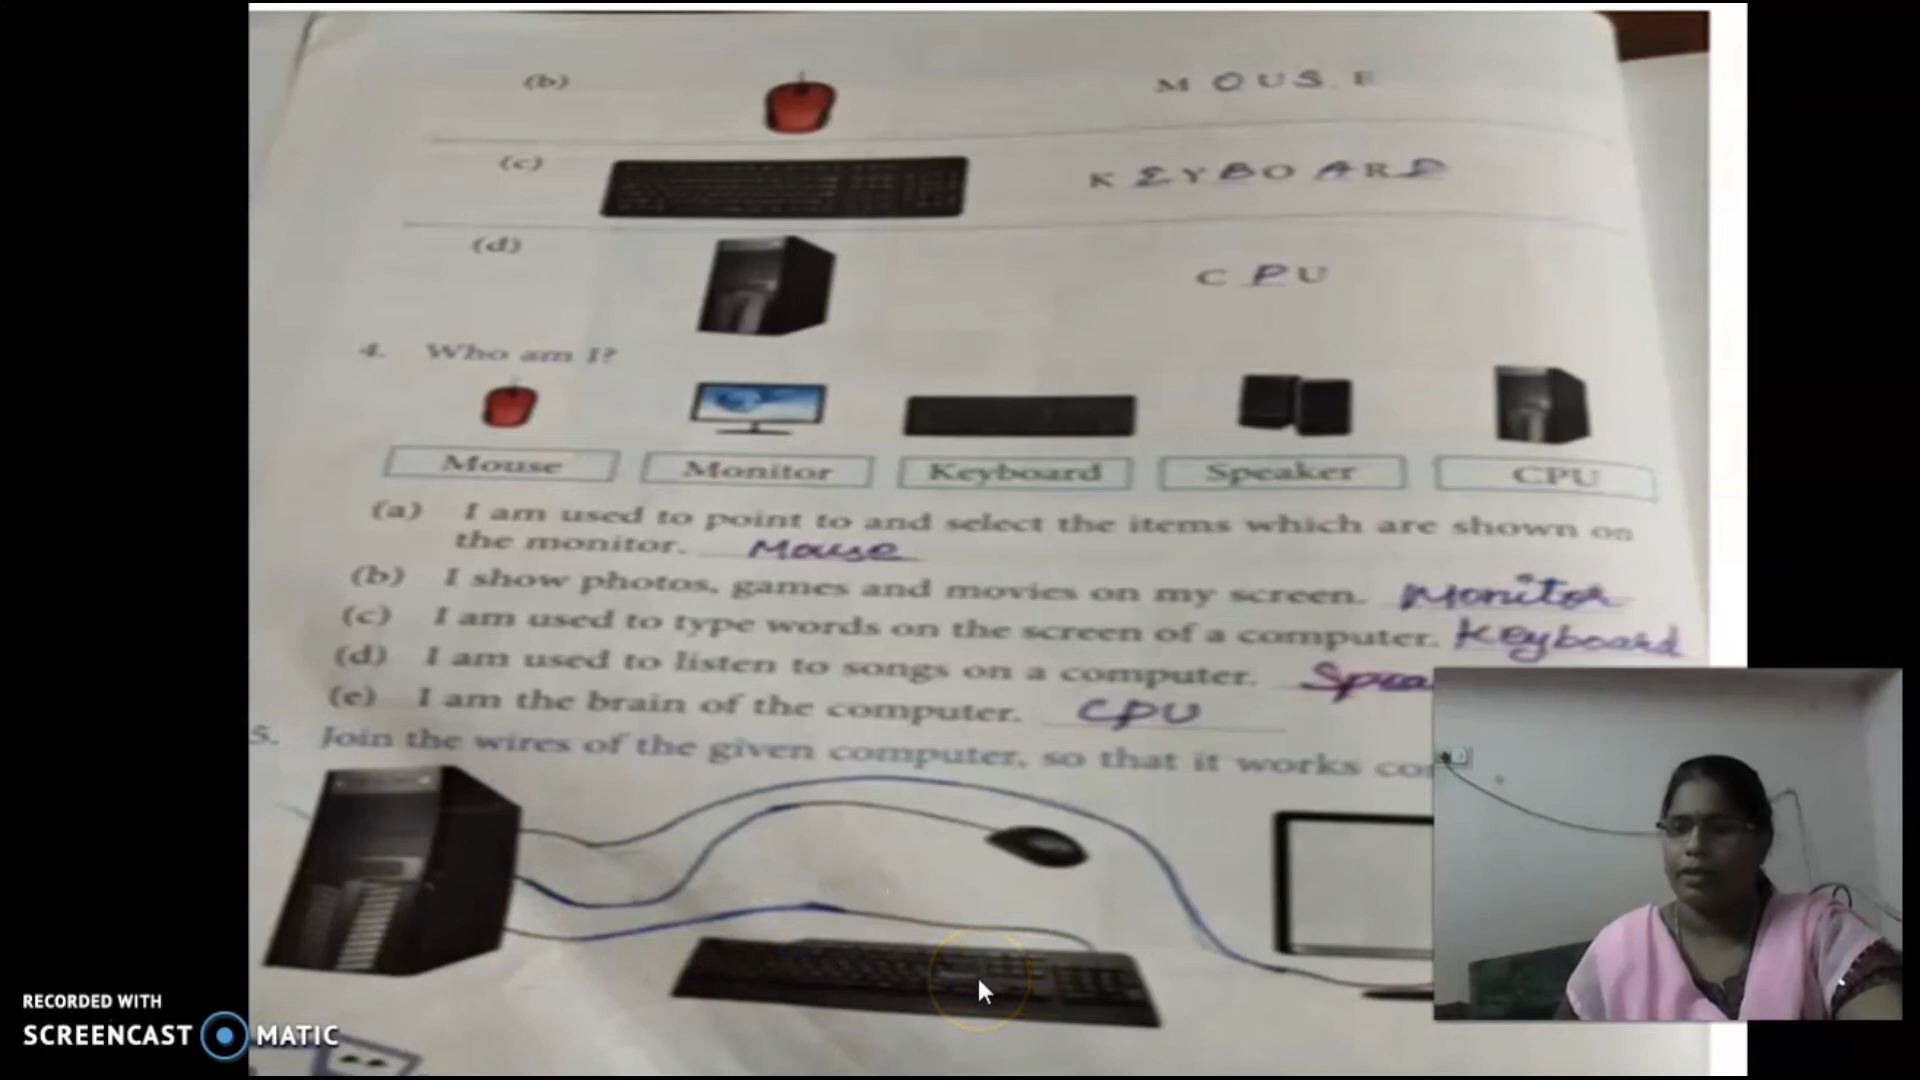 (b) MOUSE
(c) KEYBOARD
(d) CPU
4. Who am I?
Mouse Monitor Keyboard Speaker CPU
(a) I am used to point to and select the items which are shown on
the monitor. Mouse
(b) I show photos, games and movies on my screen. Monitor
(c) I am used to type words on the screen of a computer. Keyboard
(d) I am used to listen to songs on a computer.
(e) I am the brain of the computer. CPU
5. Join the wires of the given computer, so that it works
RECORDED WITH
SCREENCAST MATIC